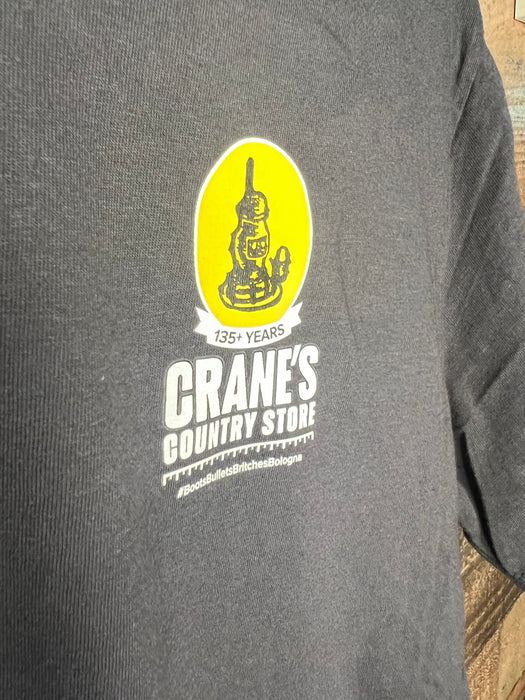 135+ YEARS
CRANE'S
COUNTRY STORE
#BootsBulletsBritchesBologna